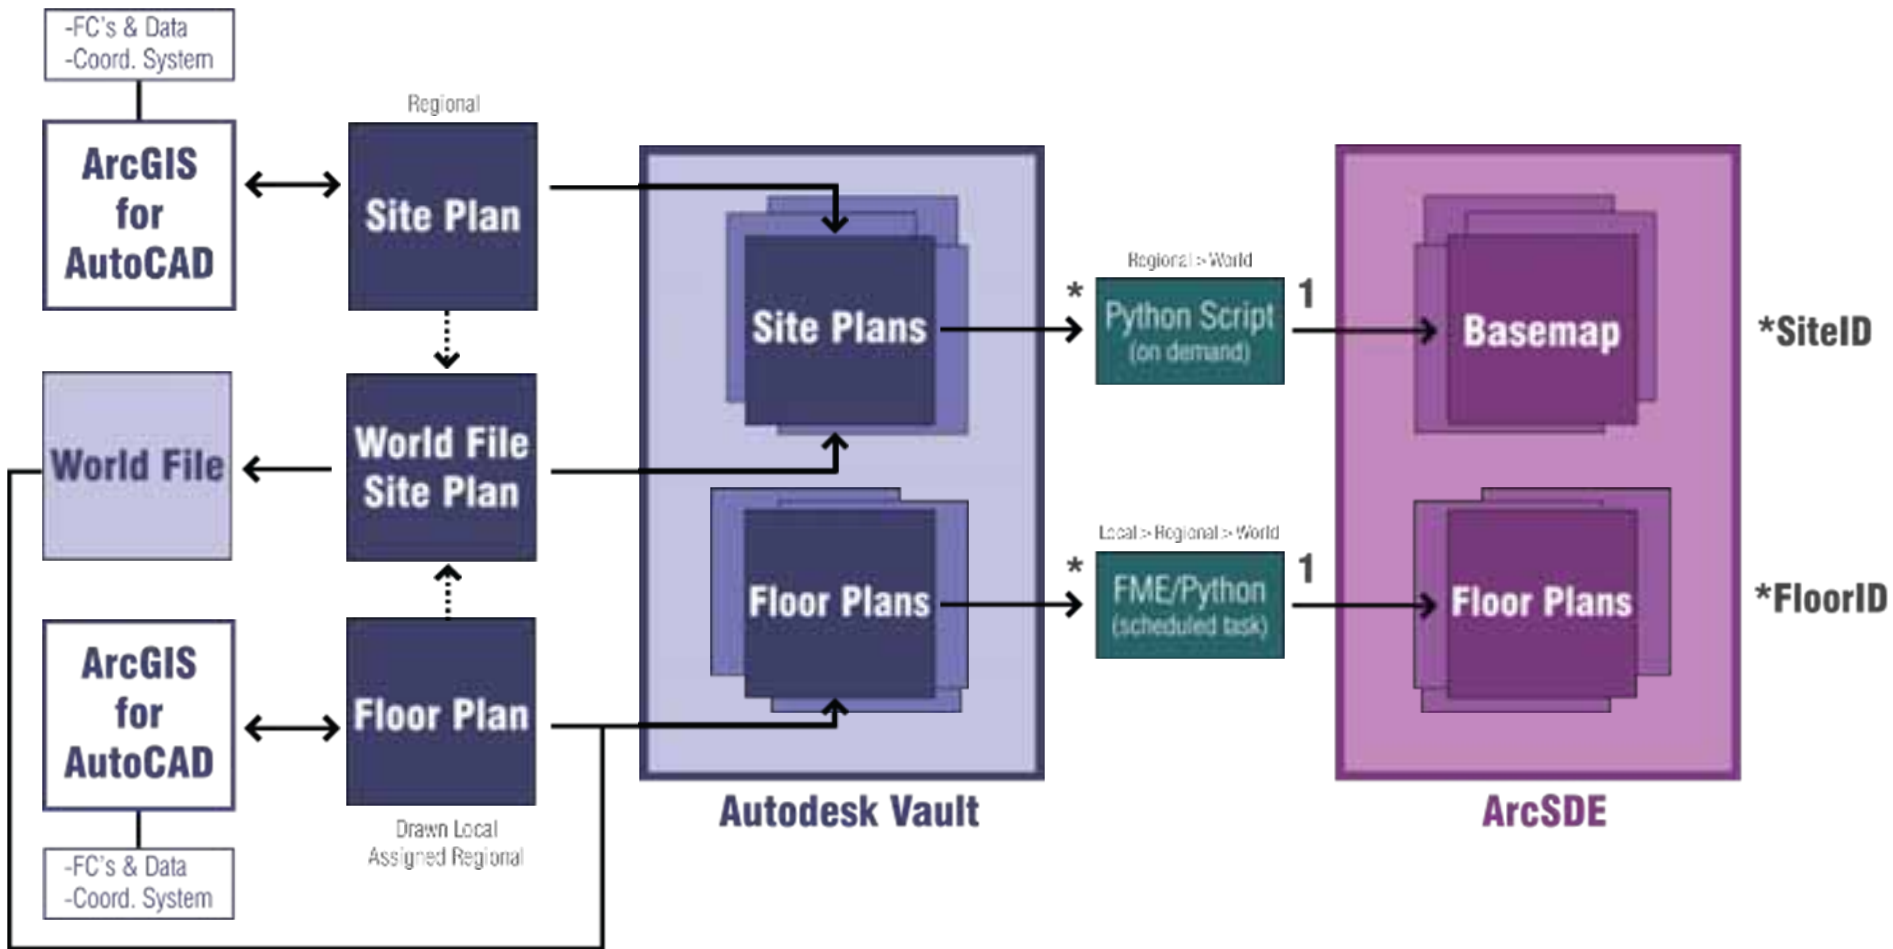 -FC's & Data
-Coord. System
ArcGIS
for
AutoCAD
Regional
Site Plan
World File
World File
Site Plan
ArcGIS
for
AutoCAD
-FC's & Data
-Coord. System
Floor Plan
Drawn Local
Assigned Regional
Site Plans
Floor Plans
Autodesk Vault
Regional > World
*
Python Script
(on demand)
1
Local > Regional > World
*
FME/Python
(scheduled task)
1
Basemap
Floor Plans
ArcSDE
*SiteID
*FloorID